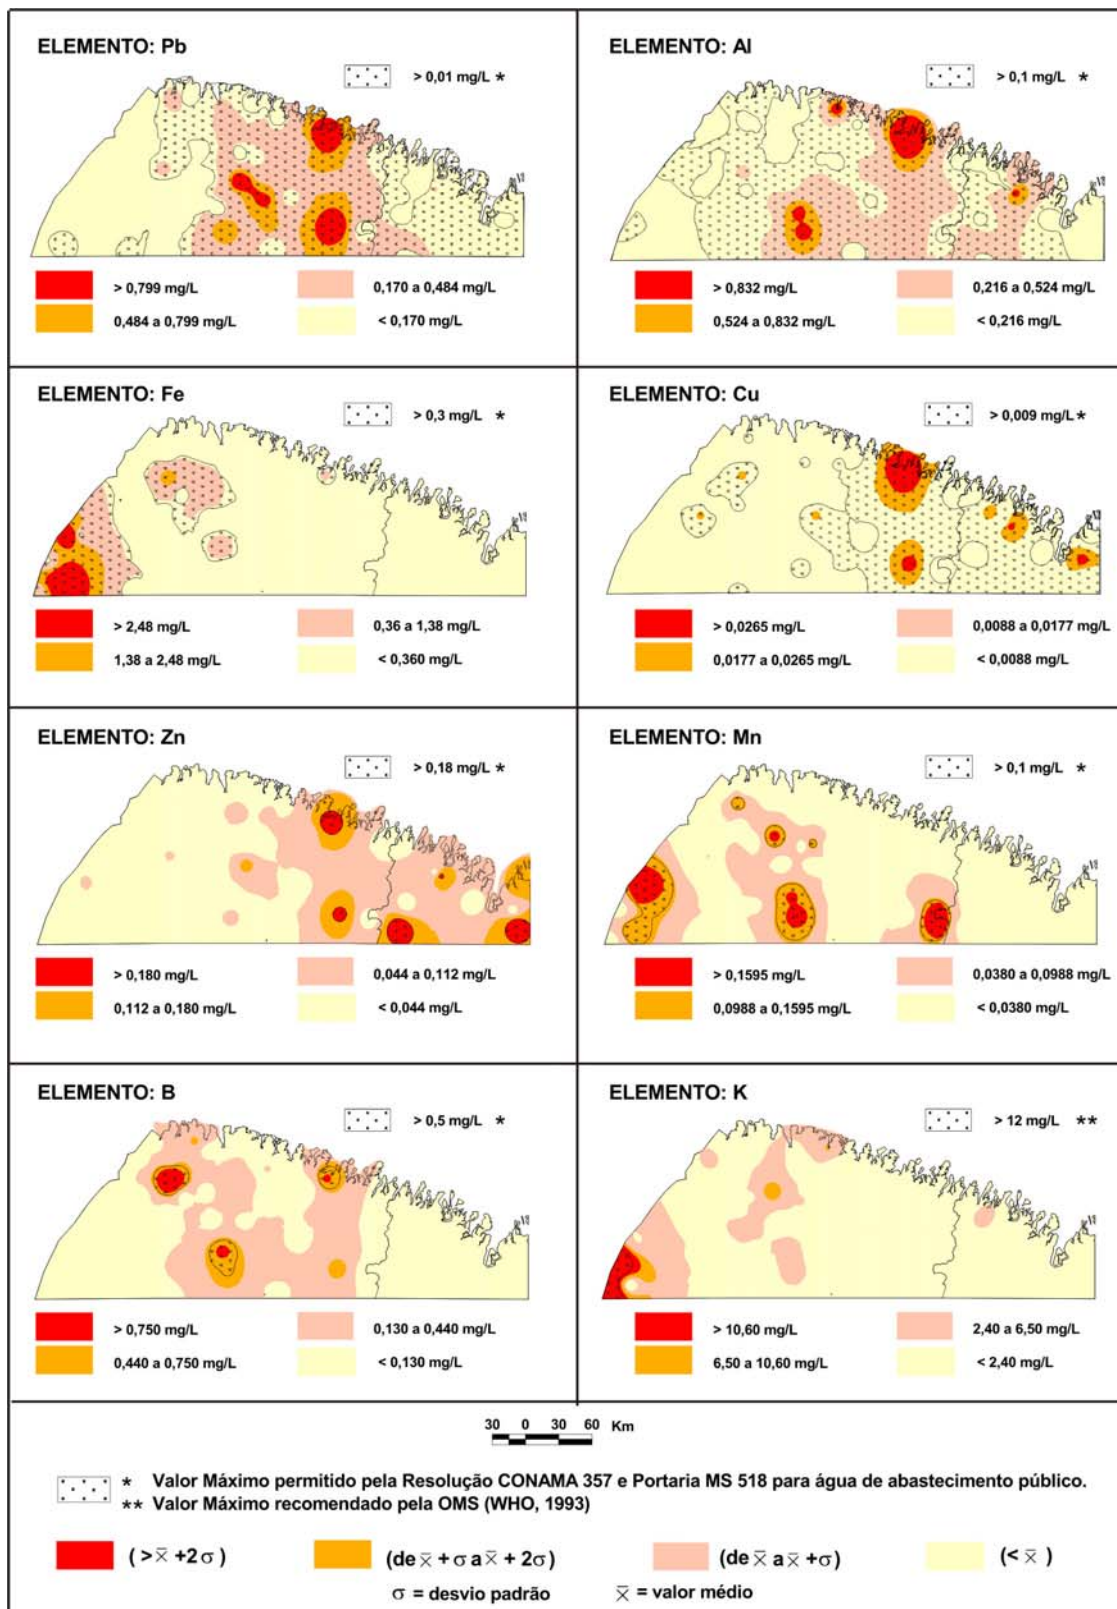 ELEMENTO: Pb
> 0,01 mg/L *
> 0,799 mg/L
0,170 a 0,484 mg/L
0,484 a 0,799 mg/L
< 0,170 mg/L
ELEMENTO: Al
> 0,1 mg/L *
> 0,832 mg/L
0,216 a 0,524 mg/L
0,524 a 0,832 mg/L
< 0,216 mg/L
ELEMENTO: Fe
> 0,3 mg/L *
> 2,48 mg/L
0,36 a 1,38 mg/L
1,38 a 2,48 mg/L
< 0,360 mg/L
ELEMENTO: Cu
> 0,009 mg/L *
> 0,0265 mg/L
0,0088 a 0,0177 mg/L
0,0177 a 0,0265 mg/L
< 0,0088 mg/L
ELEMENTO: Zn
> 0,18 mg/L *
> 0,180 mg/L
0,044 a 0,112 mg/L
0,112 a 0,180 mg/L
< 0,044 mg/L
ELEMENTO: Mn
> 0,1 mg/L *
> 0,1595 mg/L
0,0380 a 0,0988 mg/L
0,0988 a 0,1595 mg/L
< 0,0380 mg/L
ELEMENTO: B
> 0,5 mg/L *
> 0,750 mg/L
0,130 a 0,440 mg/L
0,440 a 0,750 mg/L
< 0,130 mg/L
ELEMENTO: K
> 12 mg/L **
> 10,60 mg/L
2,40 a 6,50 mg/L
6,50 a 10,60 mg/L
< 2,40 mg/L
30 0 30 60 Km
* Valor Máximo permitido pela Resolução CONAMA 357 e Portaria MS 518 para água de abastecimento público.
** Valor Máximo recomendado pela OMS (WHO, 1993)
( > x̄ +2 σ ) (de x̄ + σ a x̄ + 2σ) (de x̄ a x̄ + σ) (< x̄ )
σ = desvio padrão x̄ = valor médio